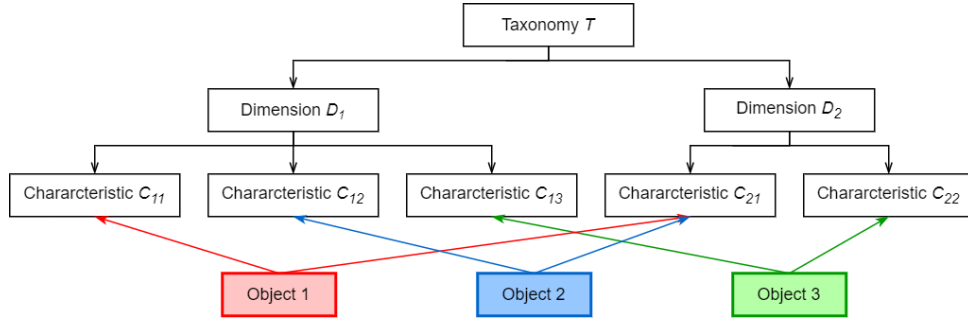 Taxonomy T
Dimension D1
Dimension D2
Chararcteristic C11
Chararcteristic C12
Chararcteristic C13
Chararcteristic C21
Chararcteristic C22
Object 1
Object 2
Object 3